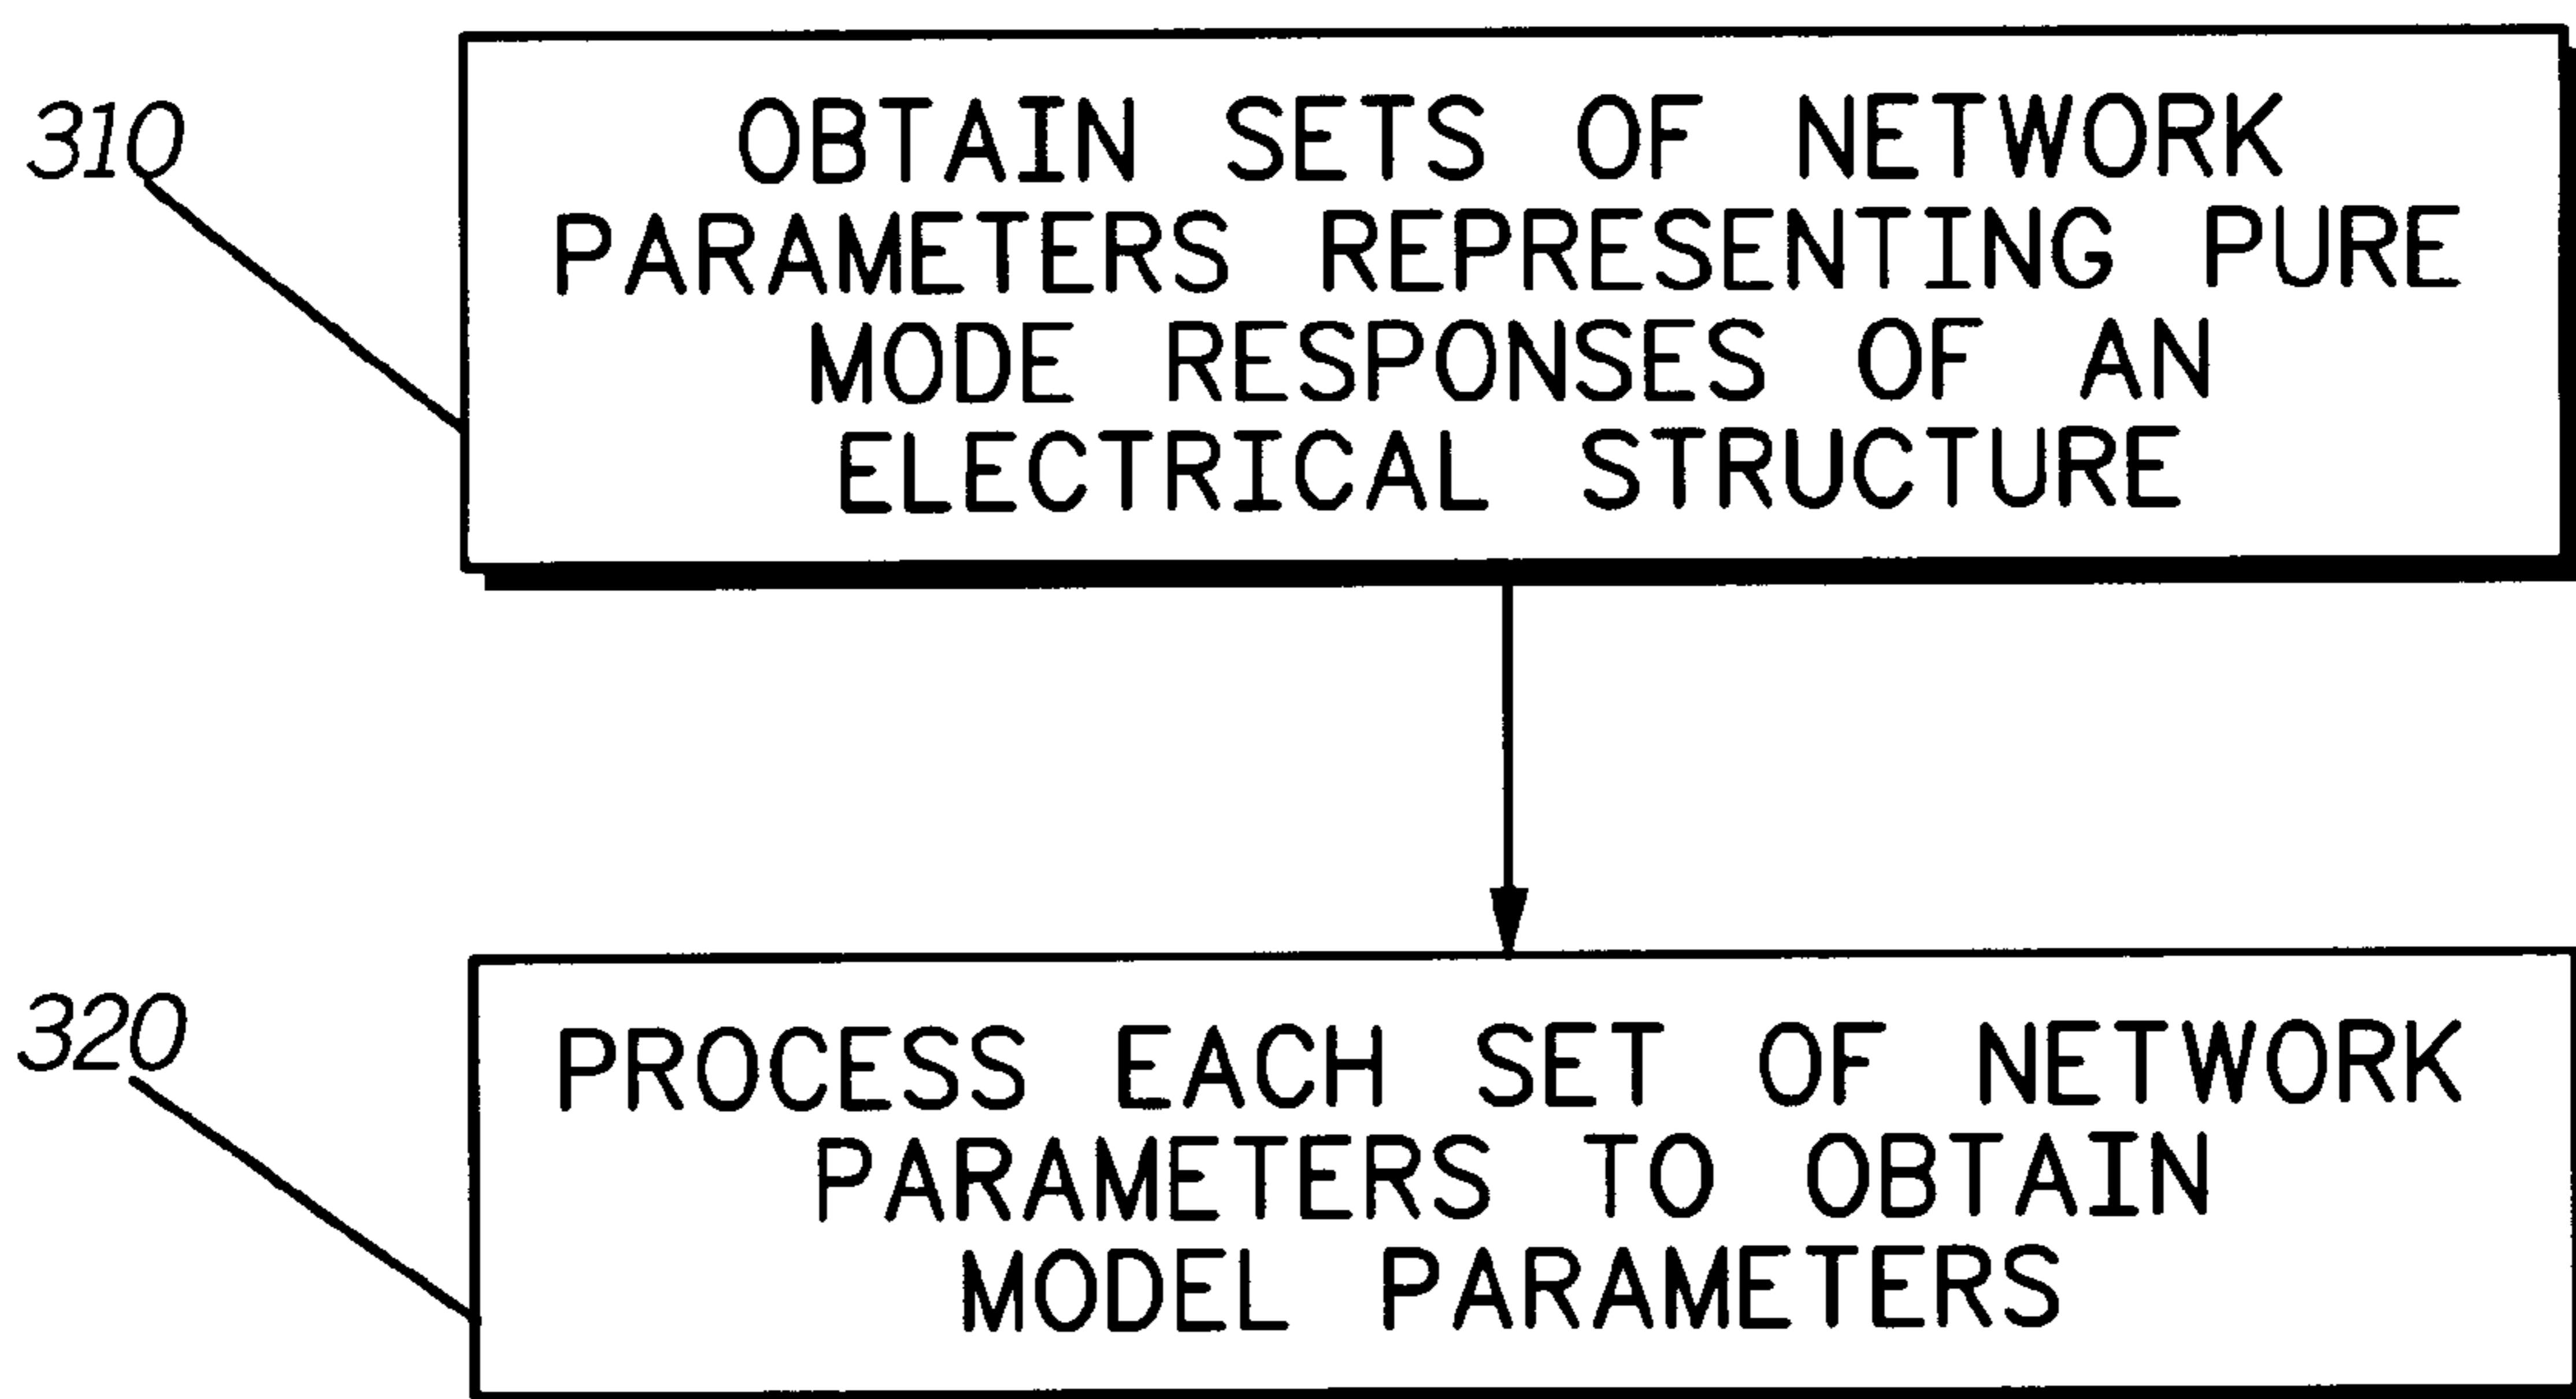 310
OBTAIN SETS OF NETWORK
PARAMETERS REPRESENTING PURE
MODE RESPONSES OF AN
ELECTRICAL STRUCTURE
320
PROCESS EACH SET OF NETWORK
PARAMETERS TO OBTAIN
MODEL PARAMETERS